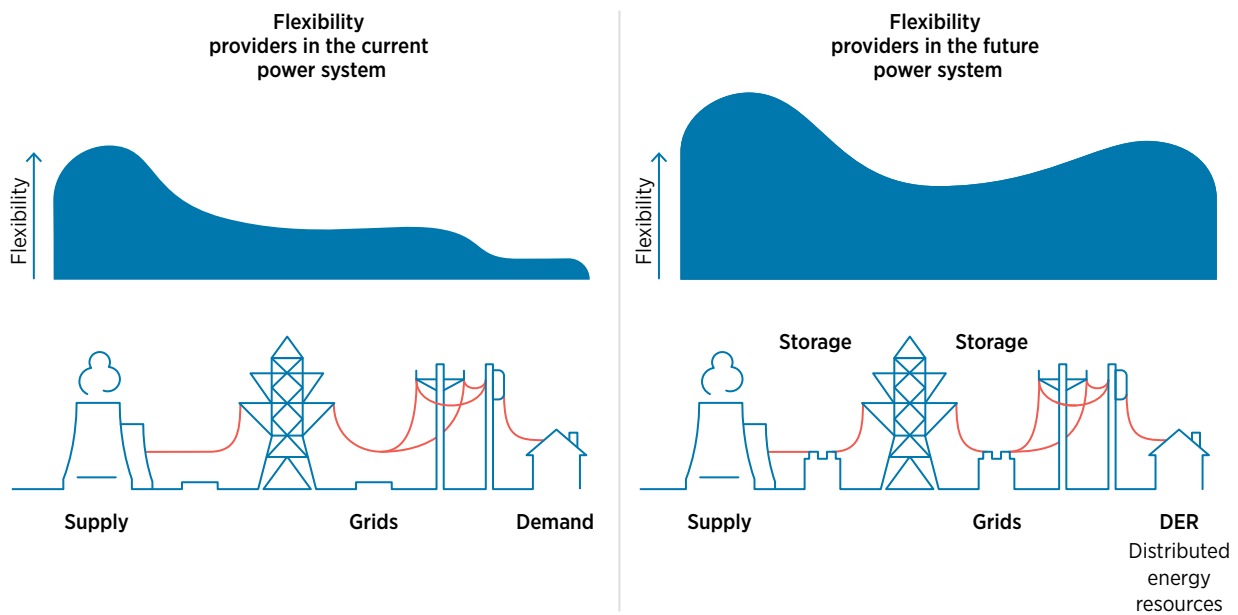 Flexibility
providers in the current
power system
Flexibility
Supply
Grids
Demand
Flexibility
providers in the future
power system
Flexibility
Storage
Storage
Supply
Grids
DER
Distributed
energy
resources